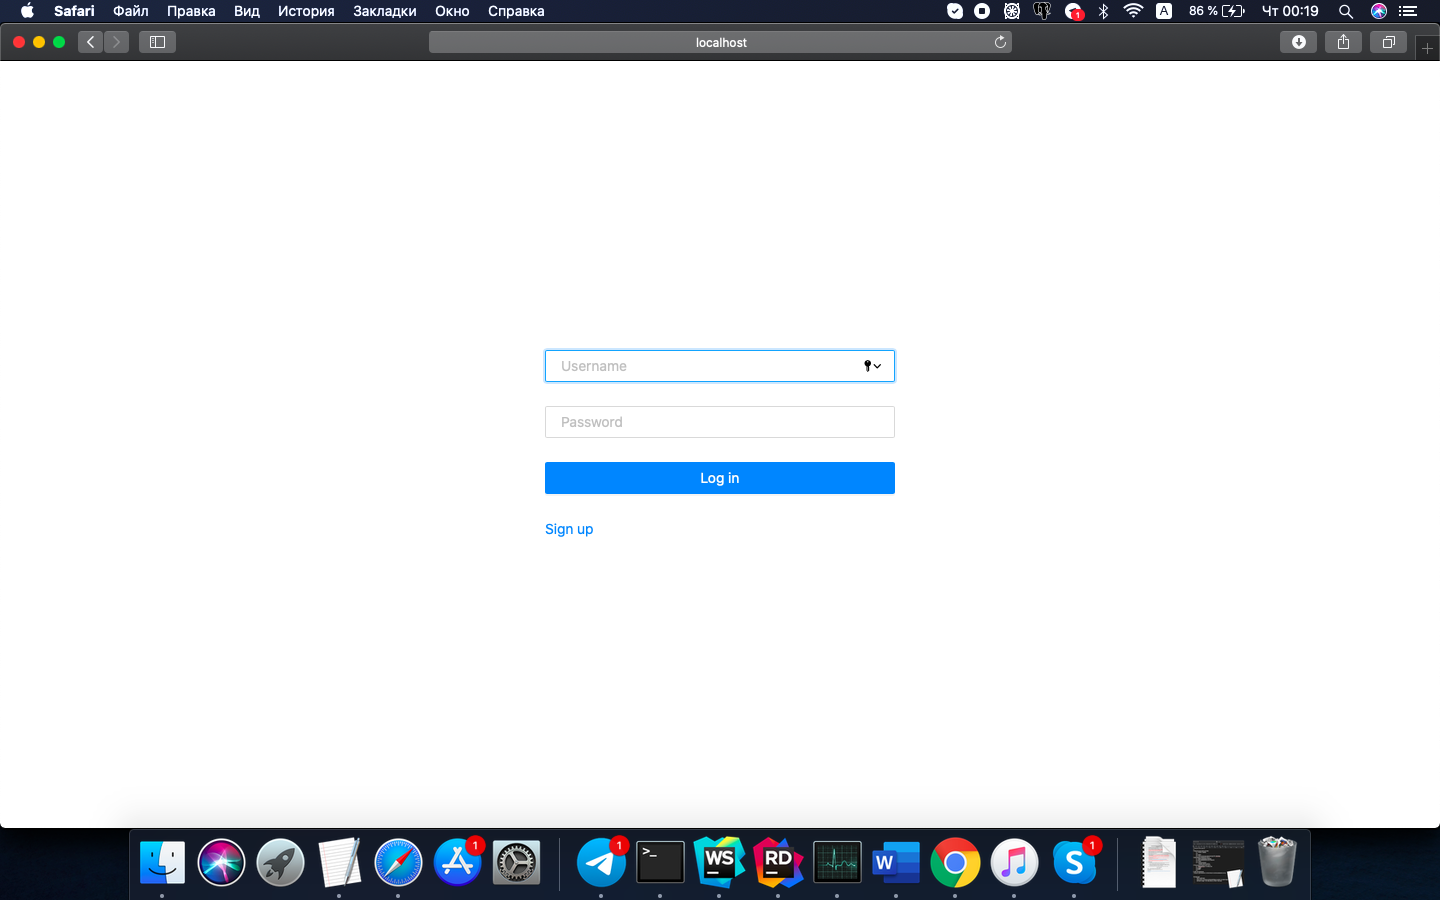 Safari Файл Правка Вид История Закладки Окно Справка 1 A 86 % Чт 00:19
localhost
Username
Password
Log in
Sign up
1 1 >_ WS RD W S 1